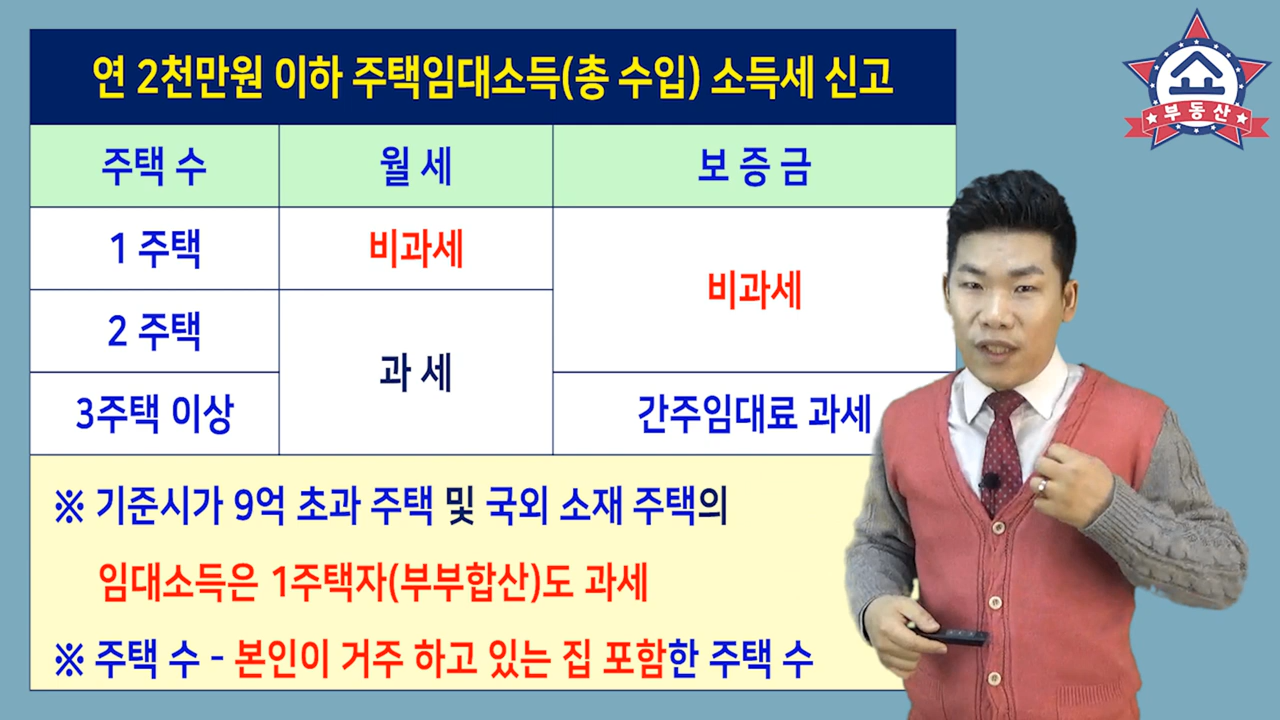 연 2천만원 이하 주택임대소득(총 수입) 소득세 신고
부동산
주택 수 월 세 보 증 금
1 주택 비과세
비과세
2 주택
과 세
3주택 이상 간주임대료 과세
※ 기준시가 9억 초과 주택 및 국외 소재 주택의
임대소득은 1주택자(부부합산)도 과세
※ 주택 수 - 본인이 거주 하고 있는 집 포함한 주택 수